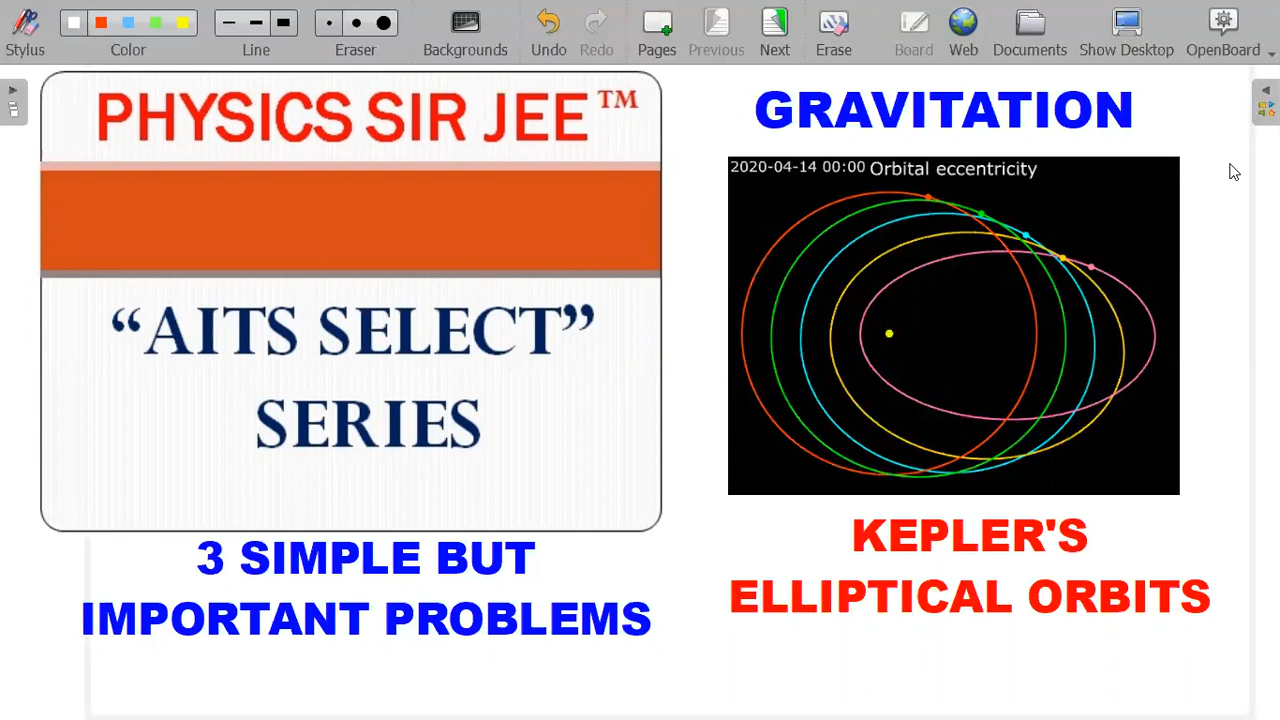 Stylus
Color
Line
Eraser
Backgrounds
Undo
Redo
Pages
Previous
Next
Erase
Board
Web
Documents
Show Desktop
OpenBoard
PHYSICS SIR JEE™
“AITS SELECT”
SERIES
3 SIMPLE BUT
IMPORTANT PROBLEMS
GRAVITATION
2020-04-14 00:00 Orbital eccentricity
KEPLER'S
ELLIPTICAL ORBITS